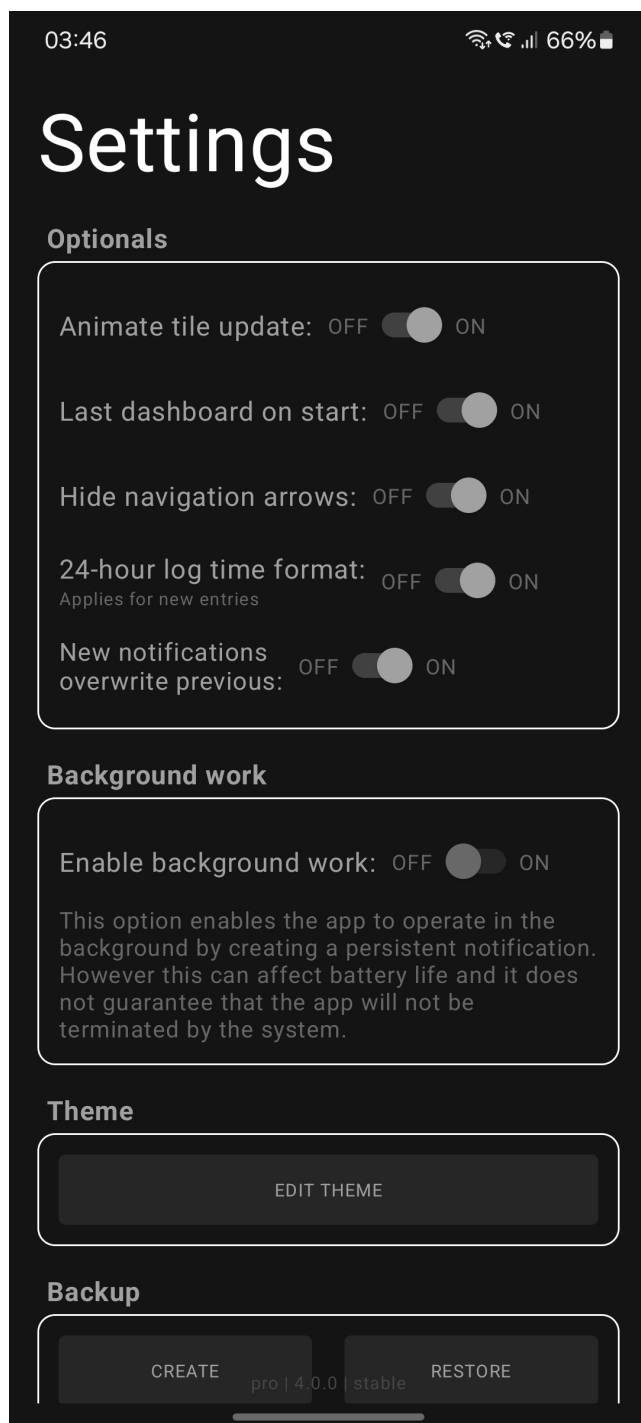 03:46 66%
Settings
Optionals
Animate tile update: OFF ON
Last dashboard on start: OFF ON
Hide navigation arrows: OFF ON
24-hour log time format: OFF ON
Applies for new entries
New notifications
overwrite previous: OFF ON
Background work
Enable background work: OFF ON
This option enables the app to operate in the
background by creating a persistent notification.
However this can affect battery life and it does
not guarantee that the app will not be
terminated by the system.
Theme
EDIT THEME
Backup
CREATE RESTORE
pro | 4.0.0 | stable